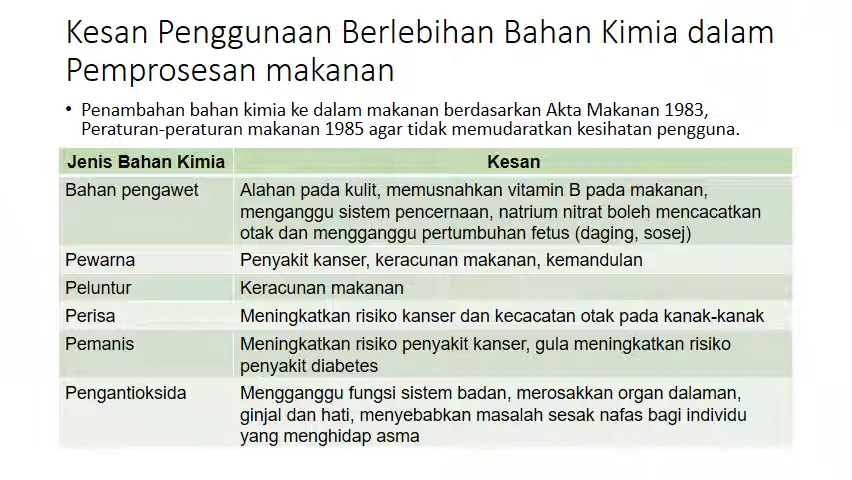 Kesan Penggunaan Berlebihan Bahan Kimia dalam
Pemprosesan makanan
• Penambahan bahan kimia ke dalam makanan berdasarkan Akta Makanan 1983,
Peraturan-peraturan makanan 1985 agar tidak memudaratkan kesihatan pengguna.
Jenis Bahan Kimia Kesan
Bahan pengawet Alahan pada kulit, memusnahkan vitamin B pada makanan,
menganggu sistem pencernaan, natrium nitrat boleh mencacatkan
otak dan mengganggu pertumbuhan fetus (daging, sosej)
Pewarna Penyakit kanser, keracunan makanan, kemandulan
Peluntur Keracunan makanan
Perisa Meningkatkan risiko kanser dan kecacatan otak pada kanak-kanak
Pemanis Meningkatkan risiko penyakit kanser, gula meningkatkan risiko
penyakit diabetes
Pengantioksida Mengganggu fungsi sistem badan, merosakkan organ dalaman,
ginjal dan hati, menyebabkan masalah sesak nafas bagi individu
yang menghidap asma